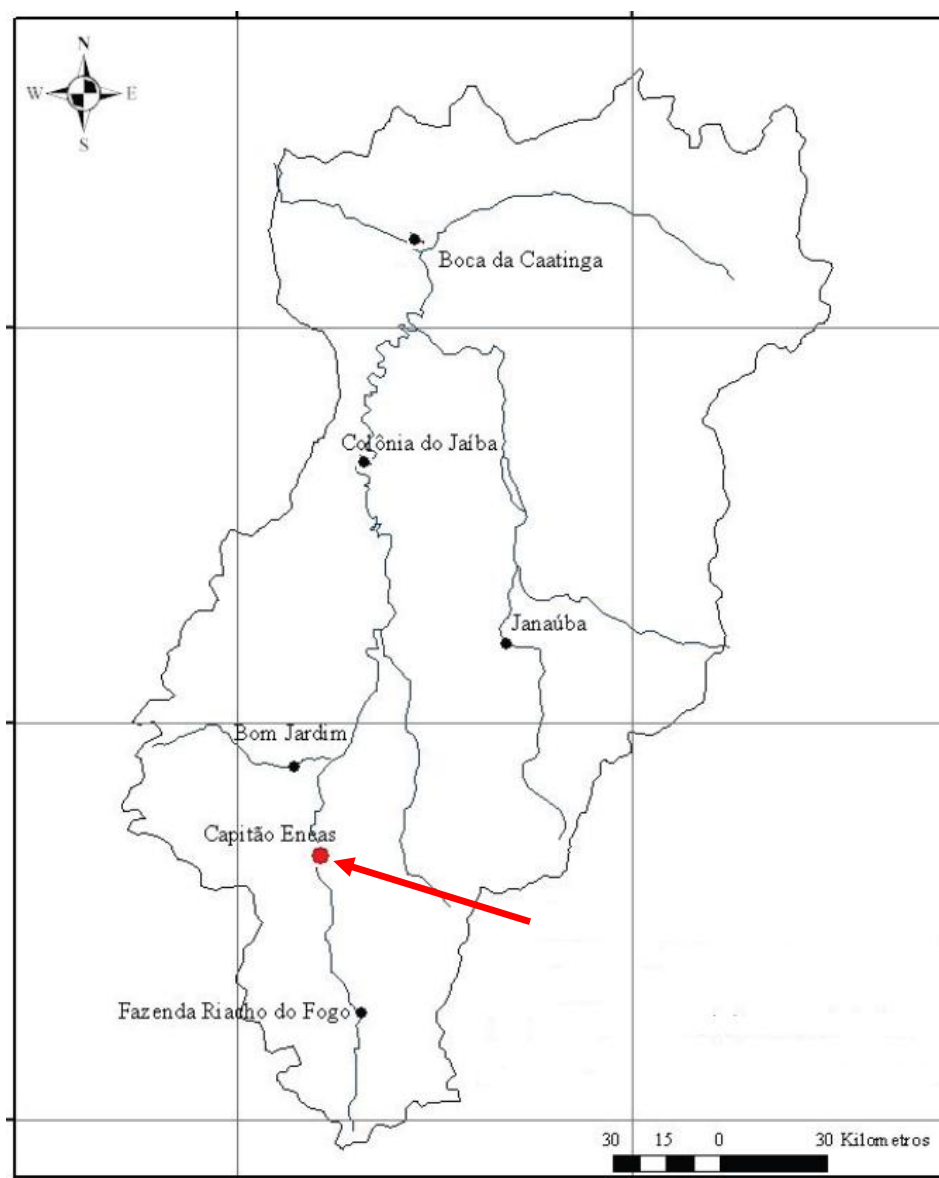 N
W E
S
Boca da Caatinga
Colônia do Jaíba
Janaúba
Bom Jardim
Capitão Enéas
Fazenda Riacho do Fogo
30 15 0 30 Kilometros